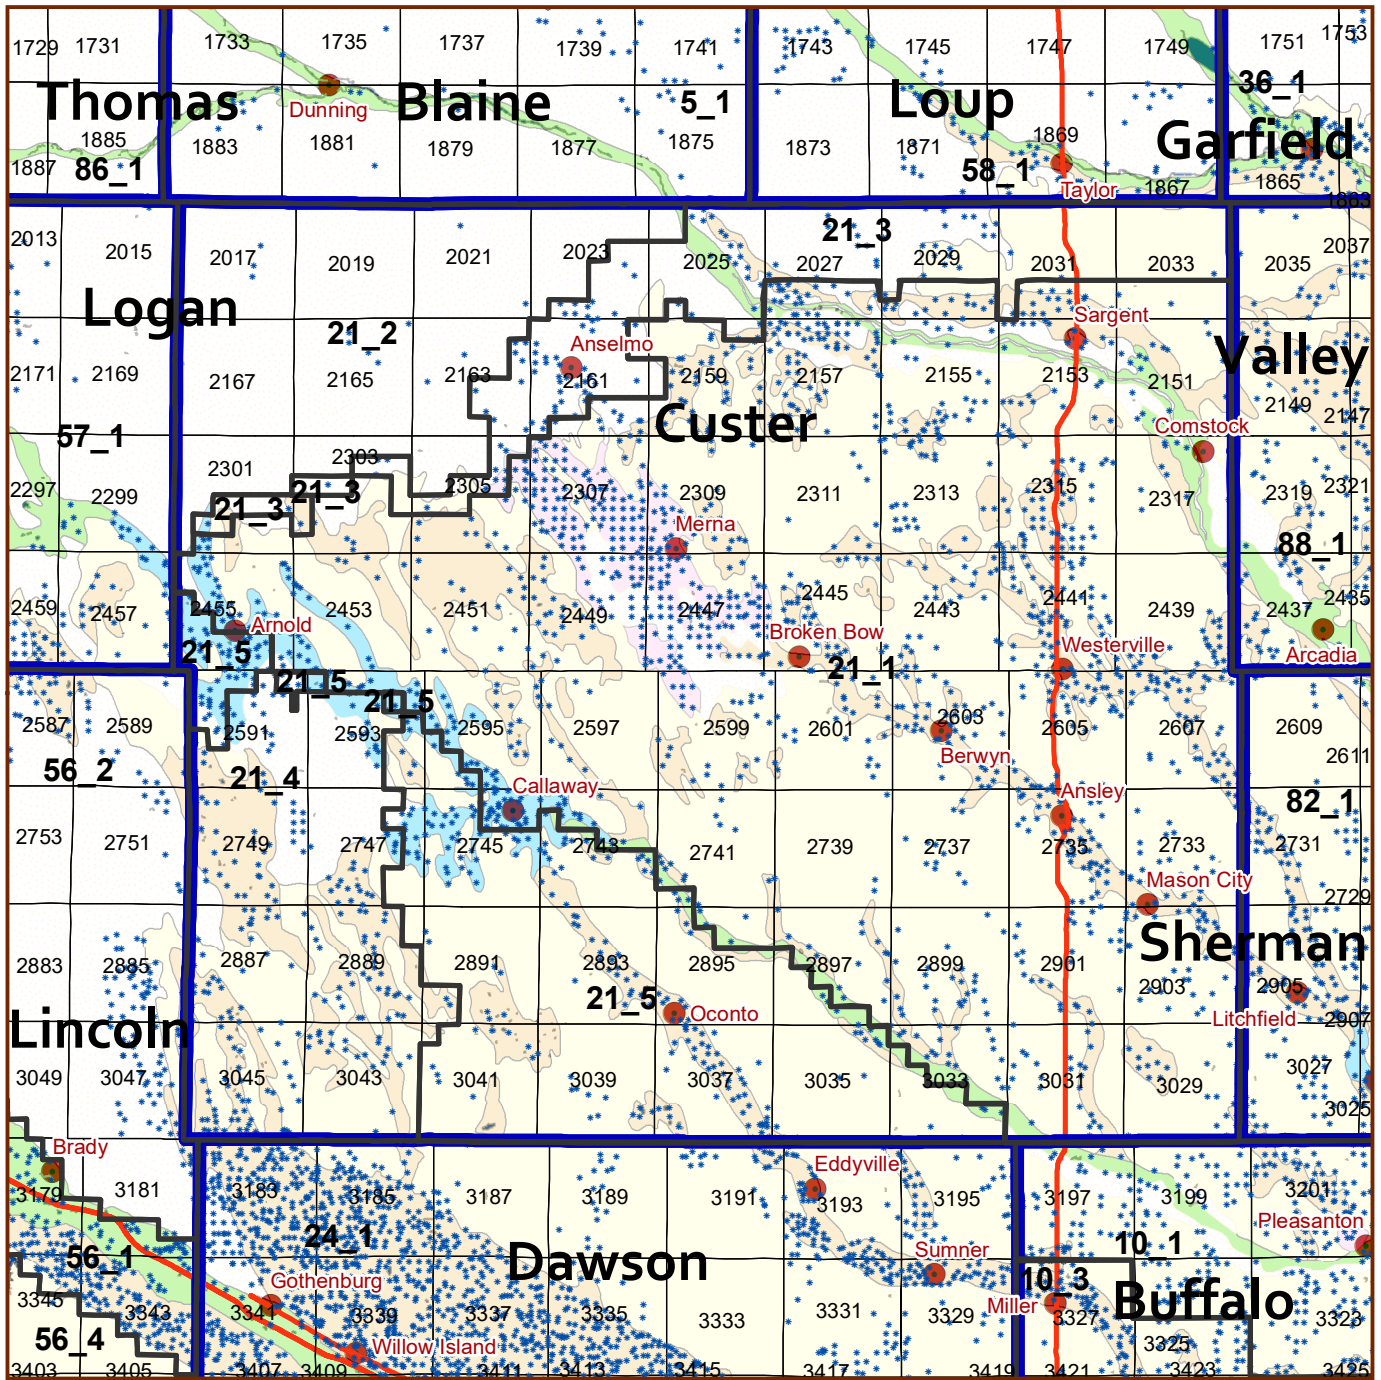 1729 1731 1733 1735 1737 1739 1741 1743 1745 1747 1749 1751 1753
Thomas Blaine 5_1 Loup 36_1
Dunning
Garfield
1885 1883 1881 1879 1877 1875 1873 1871 1869
1887 86_1 58_1 1867 1865
Taylor
1863
2013 2015 2017 2019 2021 2023 2025 21_3 2027 2029 2031 2033 2035 2037
Logan
21_2
Anselmo
Sargent
Valley
2171 2169 2167 2165 2163 2161 2159 2157 2155 2153 2151
2149 2147
Custer
Comstock
57_1
2301 2303
2297 2299 21_3 21_3 2305 2307 2309 2311 2313 2315 2317 2319 2321
Merna
88_1
2459 2457 2455 2453 2451 2449 2447 2445 2443 2441 2439 2437 2435
Arnold
Broken Bow
Westerville
Arcadia
21_5 21_1
21_5
21_5
2587 2589 2591 2593 2595 2597 2599 2601 2603 2605 2607 2609
2611
Berwyn
56_2 21_4
Callaway
Ansley
82_1
2753 2751 2749 2747 2745 2743 2741 2739 2737 2735 2733 2731
Mason City
2729
Sherman
2883 2885 2887 2889 2891 2893 2895 2897 2899 2901 2903 2905
21_5
Oconto
Litchfield
2907
Lincoln
3049 3047 3045 3043 3041 3039 3037 3035 3033 3031 3029 3027
3025
Brady
Eddyville
3179 3181 3183 3185 3187 3189 3191 3193 3195 3197 3199 3201
Pleasanton
24_1 10_1
56_1
Dawson
Sumner
10_3
Gothenburg
Miller
Buffalo
3345 3343 3341 3339 3337 3335 3333 3331 3329 3327 3325 3323
56_4
Willow Island
3403 3405 3407 3409 3411 3413 3415 3417 3419 3421 3423 3425